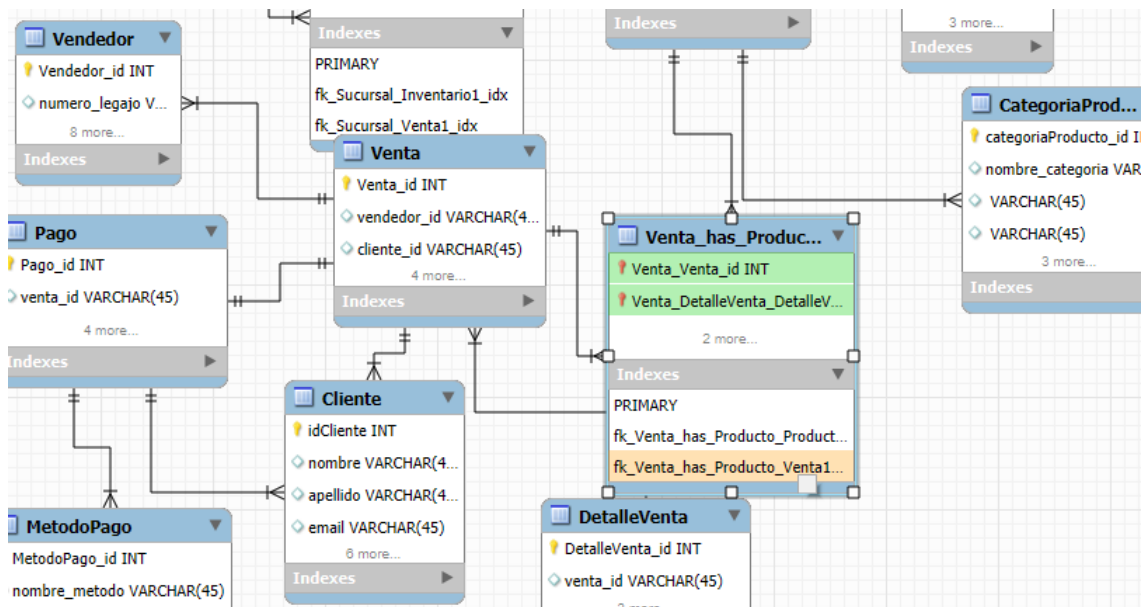 Vendedor
Vendedor_id INT
numero_legajo V...
8 more...
Indexes
Indexes
PRIMARY
fk_Sucursal_Inventario1_idx
fk_Sucursal_Venta1_idx
Indexes
3 more...
Indexes
Venta
Venta_id INT
vendedor_id VARCHAR(4...
cliente_id VARCHAR(45)
4 more...
Indexes
CategoriaProd...
categoriaProducto_id I
nombre_categoria VAR
VARCHAR(45)
VARCHAR(45)
3 more...
Indexes
Pago
Pago_id INT
venta_id VARCHAR(45)
4 more...
Indexes
Venta_has_Produc...
Venta_Venta_id INT
Venta_DetalleVenta_DetalleV...
2 more...
Indexes
PRIMARY
fk_Venta_has_Producto_Product...
fk_Venta_has_Producto_Venta1...
Cliente
idCliente INT
nombre VARCHAR(4...
apellido VARCHAR(4...
email VARCHAR(45)
6 more...
Indexes
MetodoPago
MetodoPago_id INT
nombre_metodo VARCHAR(45)
DetalleVenta
DetalleVenta_id INT
venta_id VARCHAR(45)